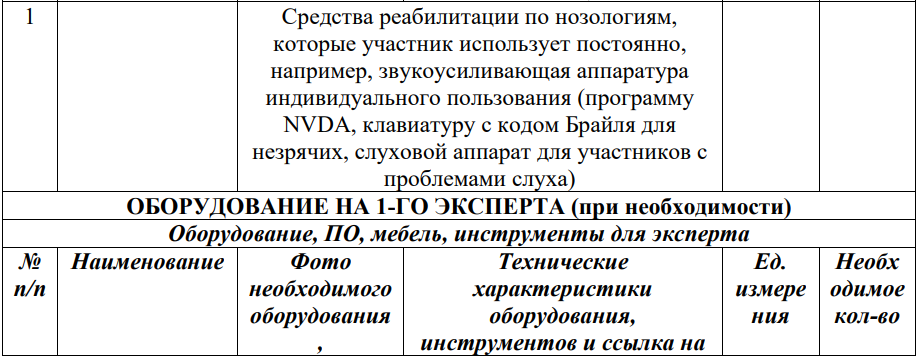 1
Средства реабилитации по нозологиям,
которые участник использует постоянно,
например, звукоусиливающая аппаратура
индивидуального пользования (программу
NVDA, клавиатуру с кодом Брайля для
незрячих, слуховой аппарат для участников с
проблемами слуха)
ОБОРУДОВАНИЕ НА 1-ГО ЭКСПЕРТА (при необходимости)
Оборудование, ПО, мебель, инструменты для эксперта
№
п/п
Наименование
Фото
необходимого
оборудования
,
Технические
характеристики
оборудования,
инструментов и ссылка на
Ед.
измере
ния
Необх
одимое
кол-во